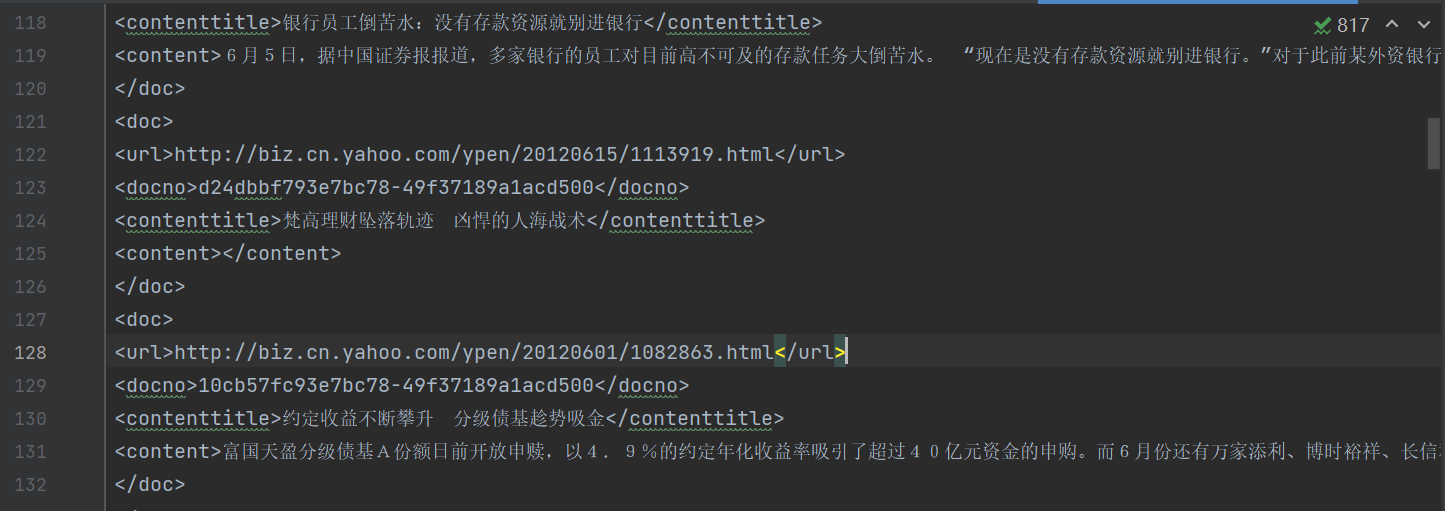 817
118 <contenttitle>银行员工倒苦水：没有存款资源就别进银行</contenttitle>
119 <content>６月５日，据中国证券报报道，多家银行的员工对目前高不可及的存款任务大倒苦水。　“现在是没有存款资源就别进银行。”对于此前某外资银行
120 </doc>
121 <doc>
122 <url>http://biz.cn.yahoo.com/ypen/20120615/1113919.html</url>
123 <docno>d24dbbf793e7bc78-49f37189a1acd500</docno>
124 <contenttitle>梵高理财坠落轨迹　凶悍的人海战术</contenttitle>
125 <content></content>
126 </doc>
127 <doc>
128 <url>http://biz.cn.yahoo.com/ypen/20120601/1082863.html</url>
129 <docno>10cb57fc93e7bc78-49f37189a1acd500</docno>
130 <contenttitle>约定收益不断攀升　分级债基趁势吸金</contenttitle>
131 <content>富国天盈分级债基Ａ份额日前开放申赎，以４．９％的约定年化收益率吸引了超过４０亿元资金的申购。而６月份还有万家添利、博时裕祥、长信
132 </doc>